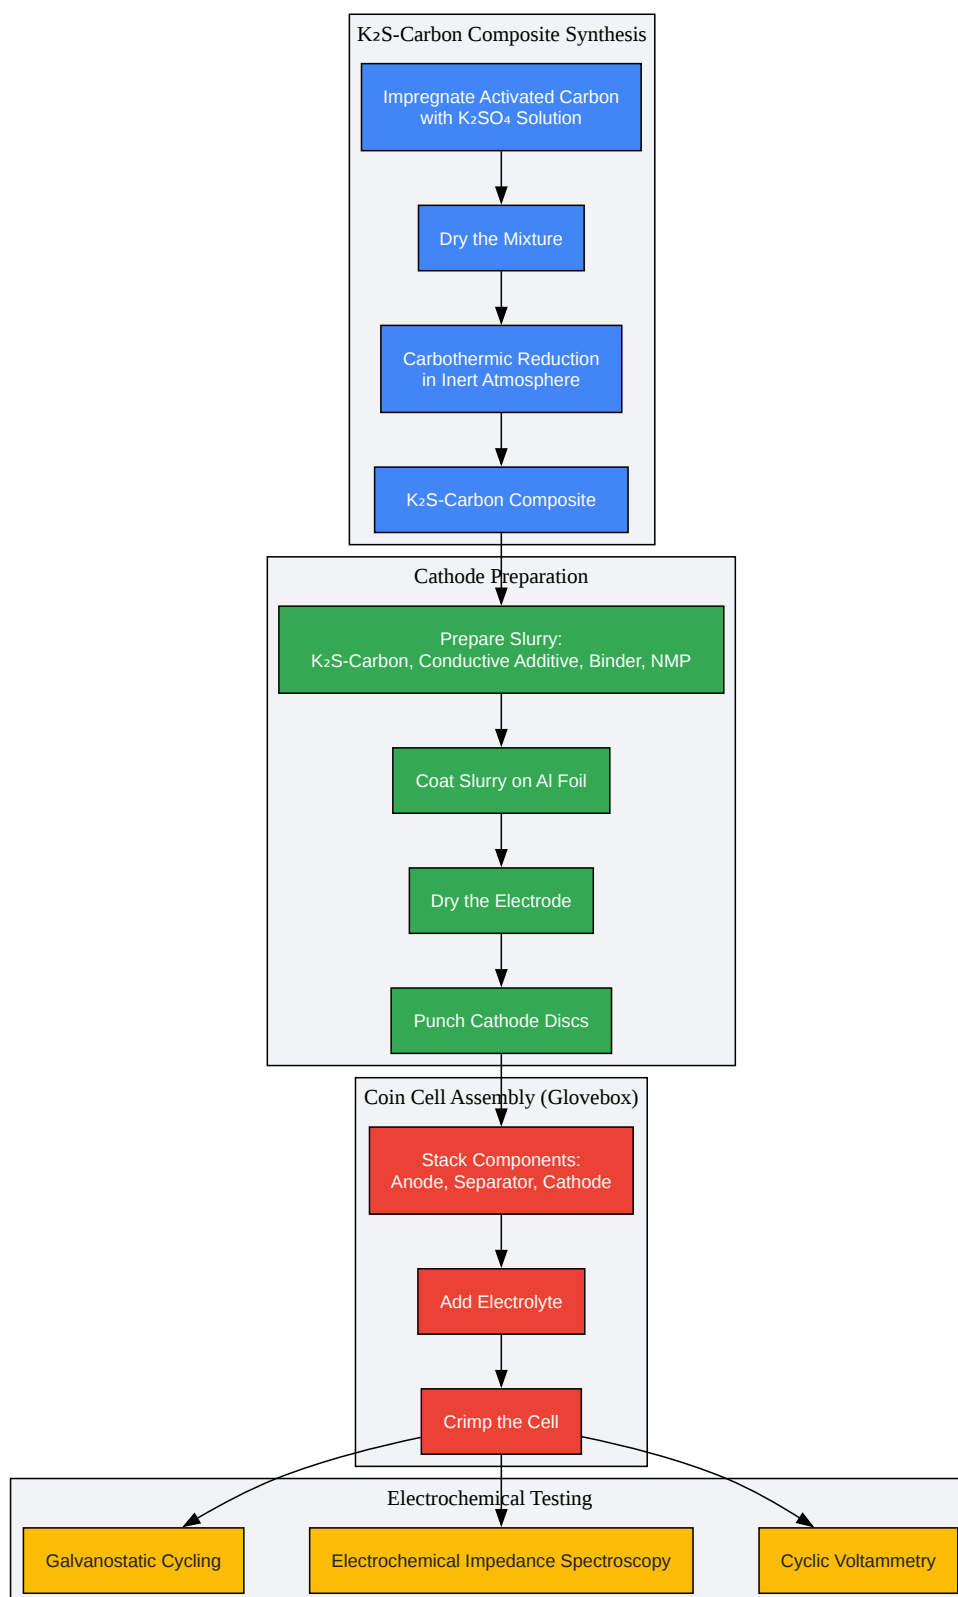 K₂S-Carbon Composite Synthesis
Impregnate Activated Carbon
with K₂SO₄ Solution
Dry the Mixture
Carbothermic Reduction
in Inert Atmosphere
K₂S-Carbon Composite
Cathode Preparation
Prepare Slurry:
K₂S-Carbon, Conductive Additive, Binder, NMP
Coat Slurry on Al Foil
Dry the Electrode
Punch Cathode Discs
Coin Cell Assembly (Glovebox)
Stack Components:
Anode, Separator, Cathode
Add Electrolyte
Crimp the Cell
Electrochemical Testing
Galvanostatic Cycling
Electrochemical Impedance Spectroscopy
Cyclic Voltammetry